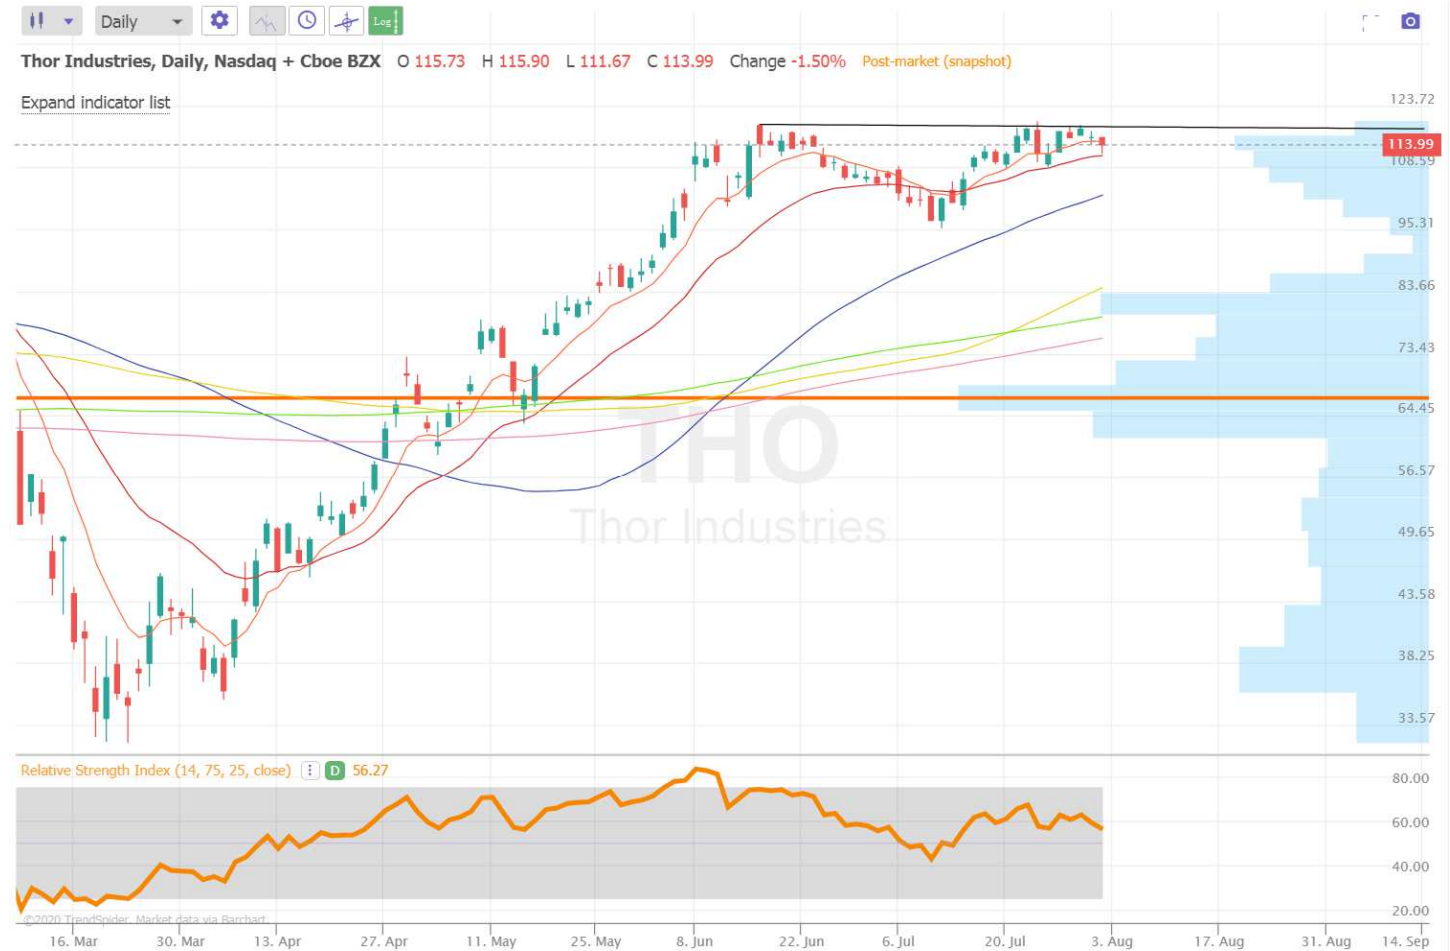 Daily
Log
Thor Industries, Daily, Nasdaq + Cboe BZX O 115.73 H 115.90 L 111.67 C 113.99 Change -1.50% Post-market (snapshot)
Expand indicator list
123.72
113.99
108.59
95.31
83.66
73.43
64.45
THO
56.57
Thor Industries
49.65
43.58
38.25
33.57
Relative Strength Index (14, 75, 25, close) D 56.27
80.00
60.00
40.00
20.00
©2020 TrendSpider. Market data via Barchart.
16. Mar 30. Mar 13. Apr 27. Apr 11. May 25. May 8. Jun 22. Jun 6. Jul 20. Jul 3. Aug 17. Aug 31. Aug 14. Sep